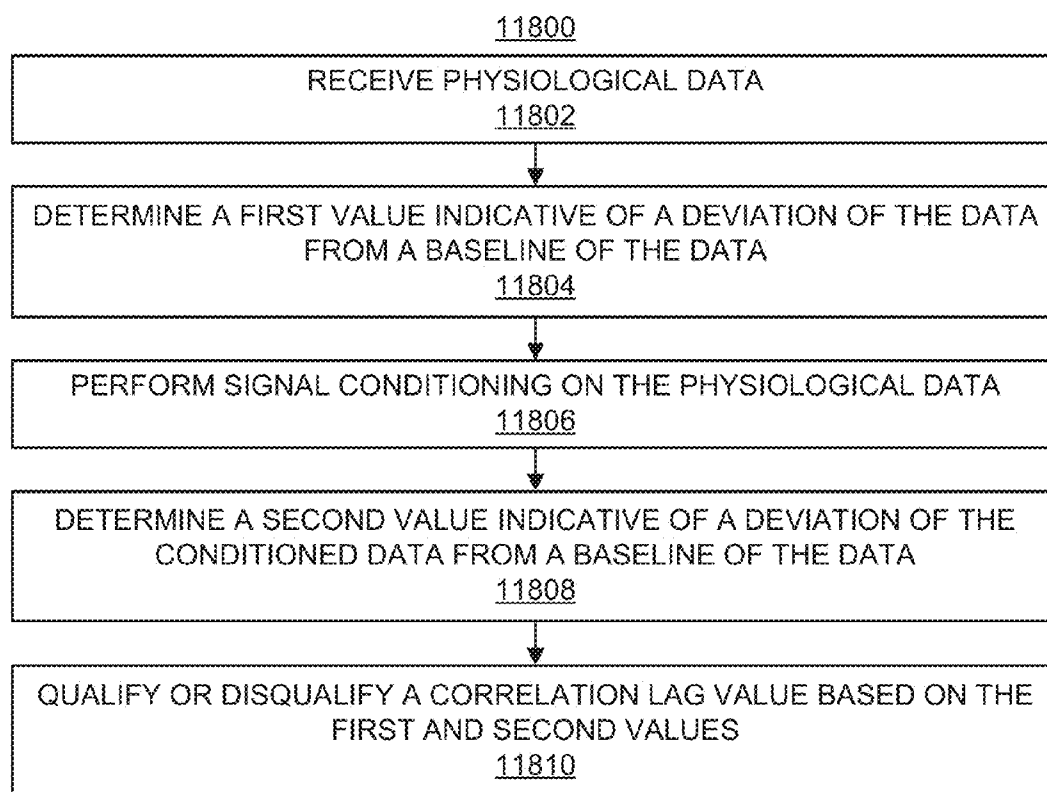 11800
RECEIVE PHYSIOLOGICAL DATA
11802
DETERMINE A FIRST VALUE INDICATIVE OF A DEVIATION OF THE DATA
FROM A BASELINE OF THE DATA
11804
PERFORM SIGNAL CONDITIONING ON THE PHYSIOLOGICAL DATA
11806
DETERMINE A SECOND VALUE INDICATIVE OF A DEVIATION OF THE
CONDITIONED DATA FROM A BASELINE OF THE DATA
11808
QUALIFY OR DISQUALIFY A CORRELATION LAG VALUE BASED ON THE
FIRST AND SECOND VALUES
11810